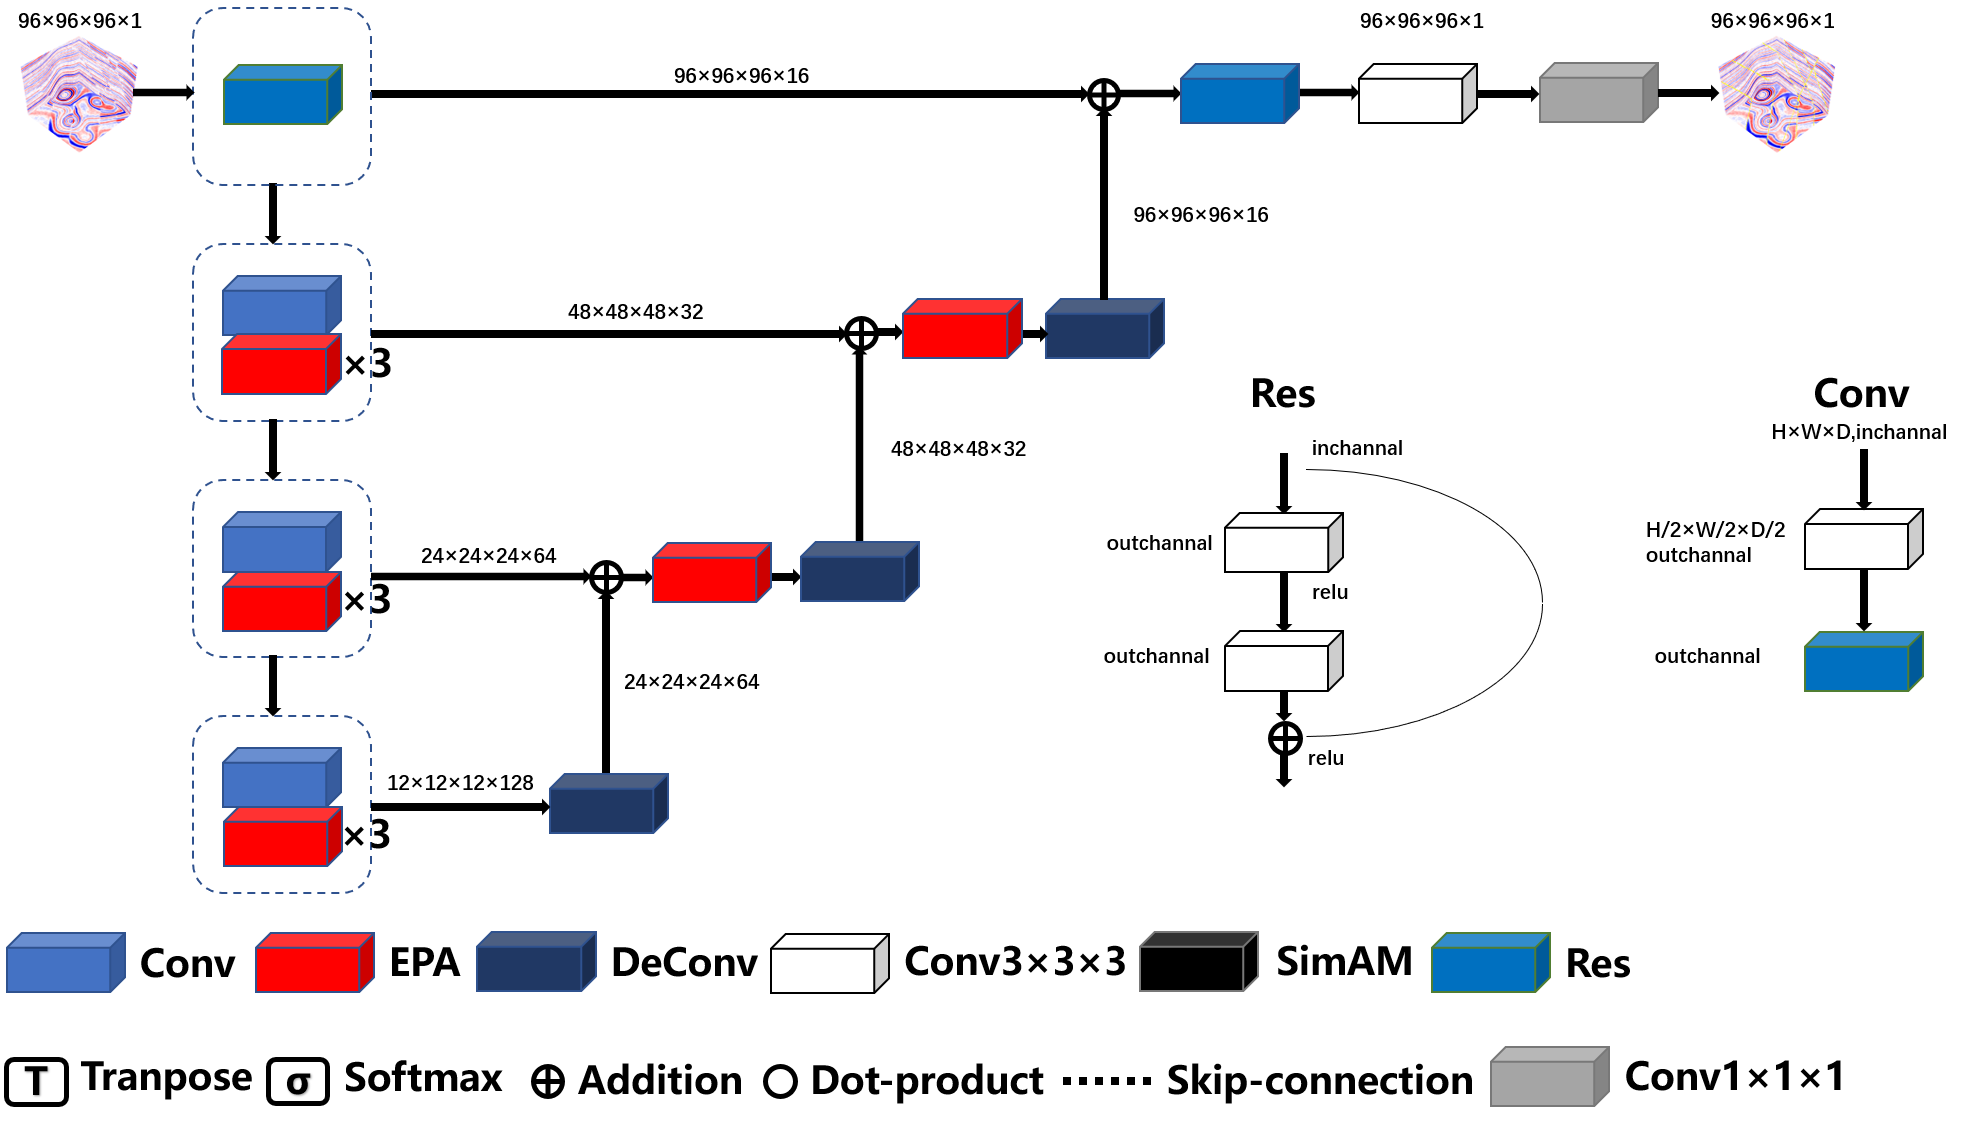 96×96×96×1
96×96×96×16
96×96×96×1
96×96×96×1
96×96×96×16
48×48×48×32
×3
48×48×48×32
24×24×24×64
×3
24×24×24×64
12×12×12×128
×3
Res
inchannal
outchannal
relu
outchannal
relu
Conv
H×W×D,inchannal
H/2×W/2×D/2
outchannal
outchannal
Conv
EPA
DeConv
Conv3×3×3
SimAM
Res
T
Tranpose
σ
Softmax
Addition
Dot-product
Skip-connection
Conv1×1×1